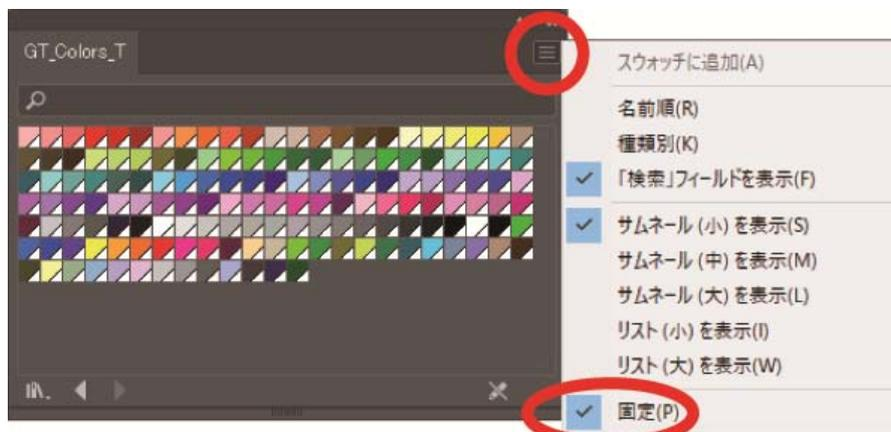 GT_Colors_T
スウォッチに追加(A)
名前順(R)
種類別(K)
「検索」フィールドを表示(F)
サムネール (小) を表示(S)
サムネール (中) を表示(M)
サムネール (大) を表示(L)
リスト (小) を表示(I)
リスト (大) を表示(W)
固定(P)